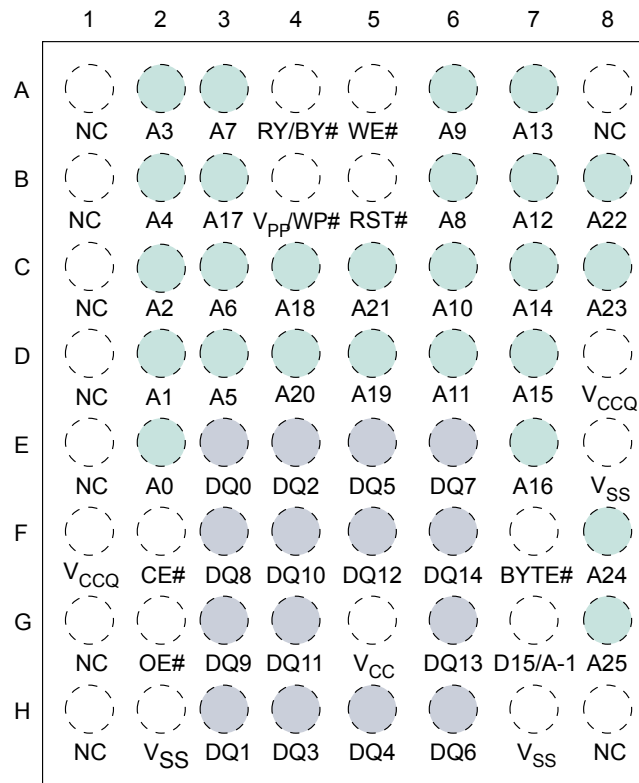 1 2 3 4 5 6 7 8
A
NC A3 A7 RY/BY# WE# A9 A13 NC
B
NC A4 A17 VPP/WP# RST# A8 A12 A22
C
NC A2 A6 A18 A21 A10 A14 A23
D
NC A1 A5 A20 A19 A11 A15 VCCQ
E
NC A0 DQ0 DQ2 DQ5 DQ7 A16 VSS
F
VCCQ CE# DQ8 DQ10 DQ12 DQ14 BYTE# A24
G
NC OE# DQ9 DQ11 VCC DQ13 D15/A-1 A25
H
NC VSS DQ1 DQ3 DQ4 DQ6 VSS NC